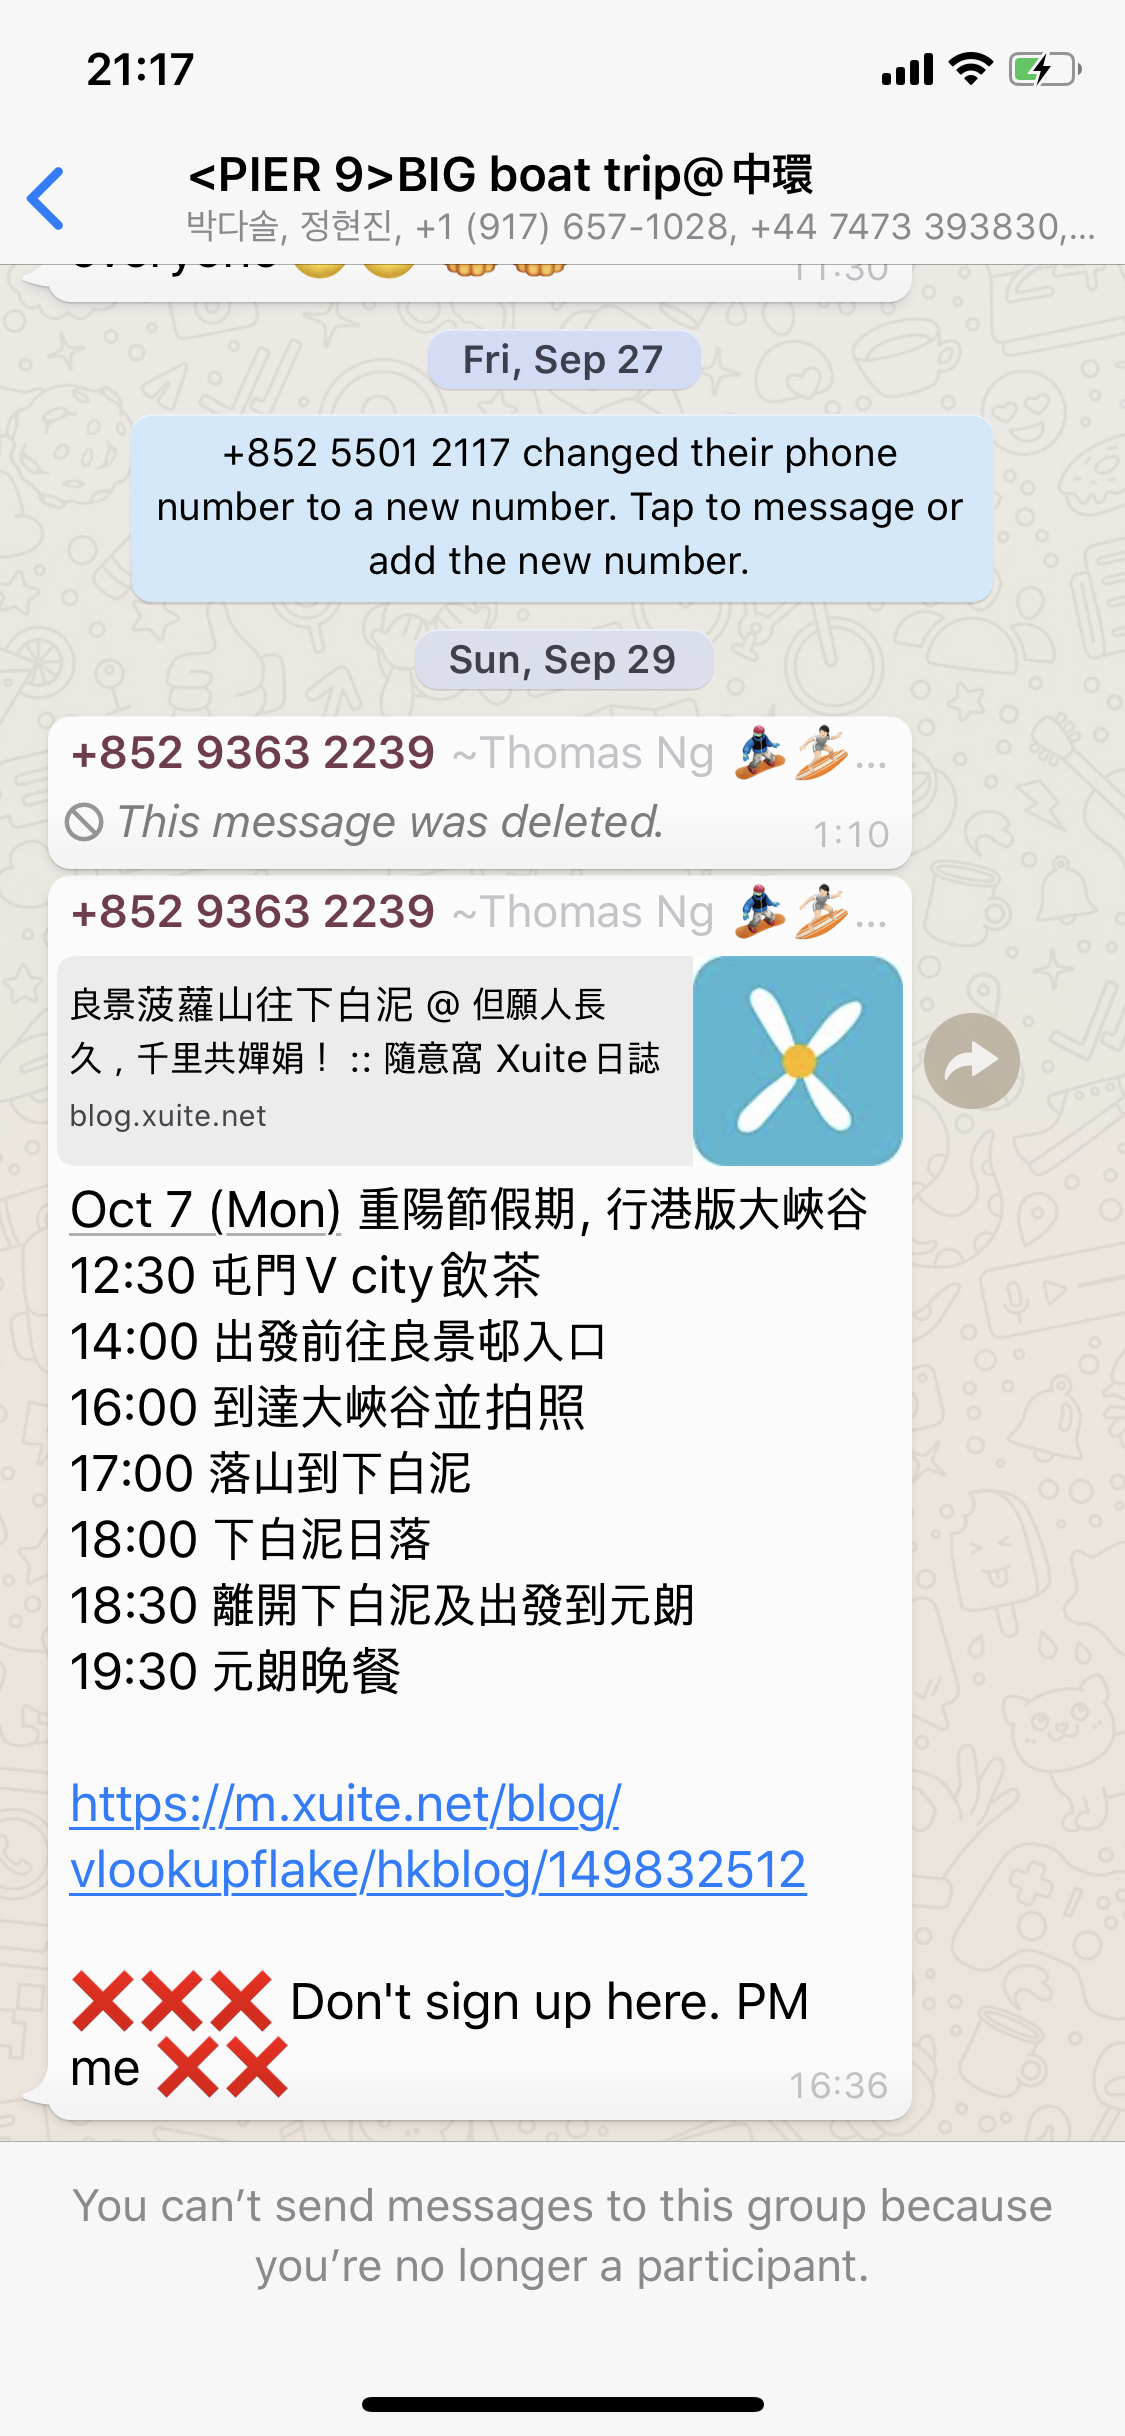 21:17
<PIER 9>BIG boat trip@中環
박다솔, 정현진, +1 (917) 657-1028, +44 7473 393830,...
everyone
11:30
Fri, Sep 27
+852 5501 2117 changed their phone
number to a new number. Tap to message or
add the new number.
Sun, Sep 29
+852 9363 2239 ~Thomas Ng 🏂🏄🏻...
This message was deleted.
1:10
+852 9363 2239 ~Thomas Ng 🏂🏄🏻...
良景菠蘿山往下白泥 @ 但願人長
久，千里共嬋娟！ :: 隨意窩 Xuite日誌
blog.xuite.net
Oct 7 (Mon) 重陽節假期, 行港版大峽谷
12:30 屯門V city飲茶
14:00 出發前往良景邨入口
16:00 到達大峽谷並拍照
17:00 落山到下白泥
18:00 下白泥日落
18:30 離開下白泥及出發到元朗
19:30 元朗晚餐
https://m.xuite.net/blog/
vlookupflake/hkblog/149832512
❌❌❌ Don't sign up here. PM
me ❌❌
16:36
You can’t send messages to this group because
you’re no longer a participant.